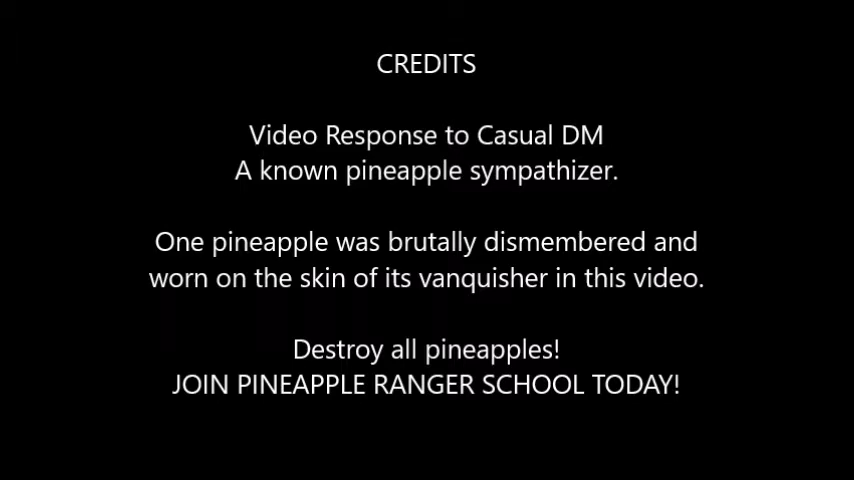 CREDITS
Video Response to Casual DM
A known pineapple sympathizer.
One pineapple was brutally dismembered and
worn on the skin of its vanquisher in this video.
Destroy all pineapples!
JOIN PINEAPPLE RANGER SCHOOL TODAY!